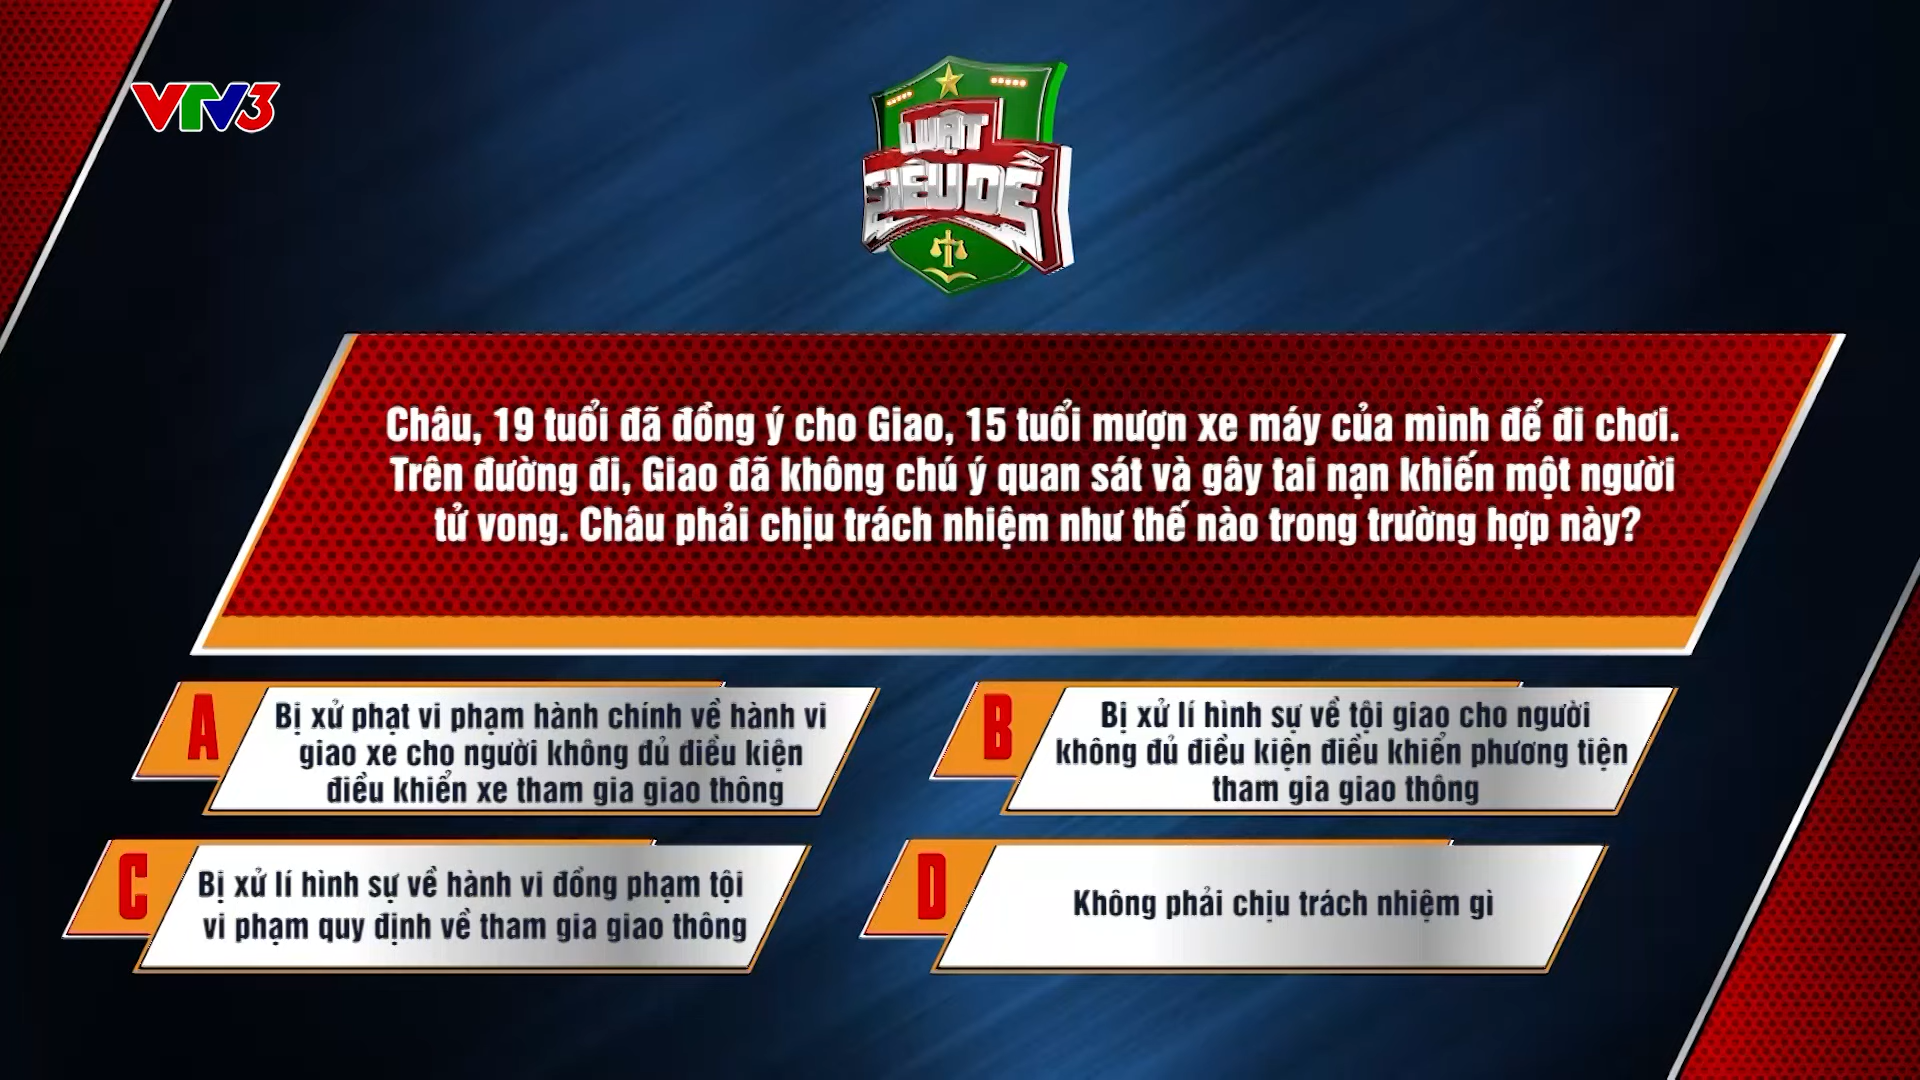 VTV3
LUẬT
SIÊU DỄ
Châu, 19 tuổi đã đồng ý cho Giao, 15 tuổi mượn xe máy của mình để đi chơi.
Trên đường đi, Giao đã không chú ý quan sát và gây tai nạn khiến một người
tử vong. Châu phải chịu trách nhiệm như thế nào trong trường hợp này?
A
Bị xử phạt vi phạm hành chính về hành vi
giao xe cho người không đủ điều kiện
điều khiển xe tham gia giao thông
B
Bị xử lí hình sự về tội giao cho người
không đủ điều kiện điều khiển phương tiện
tham gia giao thông
C
Bị xử lí hình sự về hành vi đồng phạm tội
vi phạm quy định về tham gia giao thông
D
Không phải chịu trách nhiệm gì